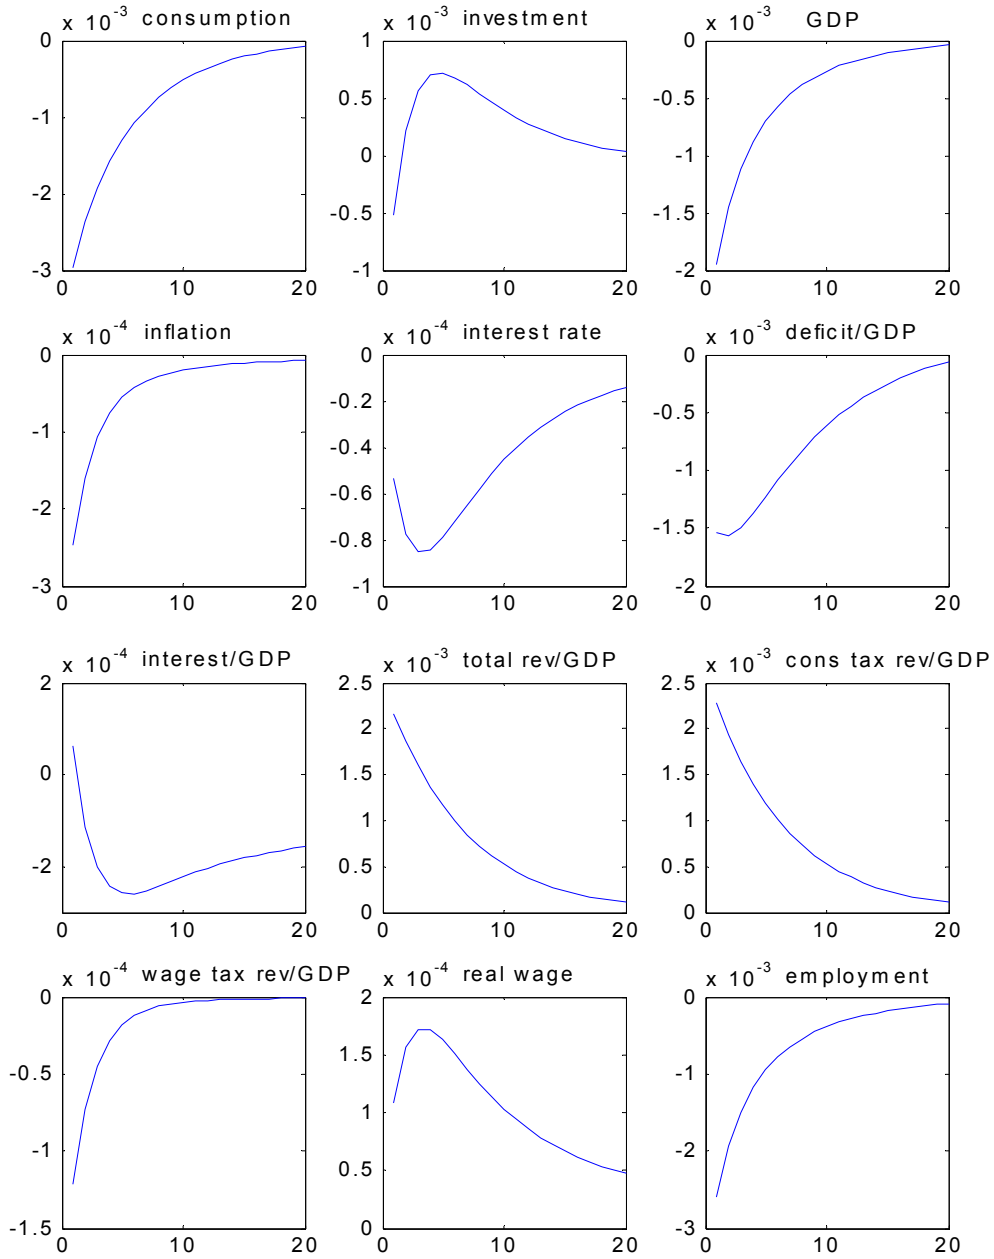 x 10-3 consumption
0
-1
-2
-3
0 10 20
x 10-3 investment
1
0.5
0
-0.5
-1
0 10 20
x 10-3 GDP
0
-0.5
-1
-1.5
-2
0 10 20
x 10-4 inflation
0
-1
-2
-3
0 10 20
x 10-4 interest rate
0
-0.2
-0.4
-0.6
-0.8
-1
0 10 20
x 10-3 deficit/GDP
0
-0.5
-1
-1.5
-2
0 10 20
x 10-4 interest/GDP
2
0
-2
0 10 20
x 10-3 total rev/GDP
2.5
2
1.5
1
0.5
0
0 10 20
x 10-3 cons tax rev/GDP
2.5
2
1.5
1
0.5
0
0 10 20
x 10-4 wage tax rev/GDP
0
-0.5
-1
-1.5
0 10 20
x 10-4 real wage
2
1.5
1
0.5
0
0 10 20
x 10-3 employment
0
-1
-2
-3
0 10 20